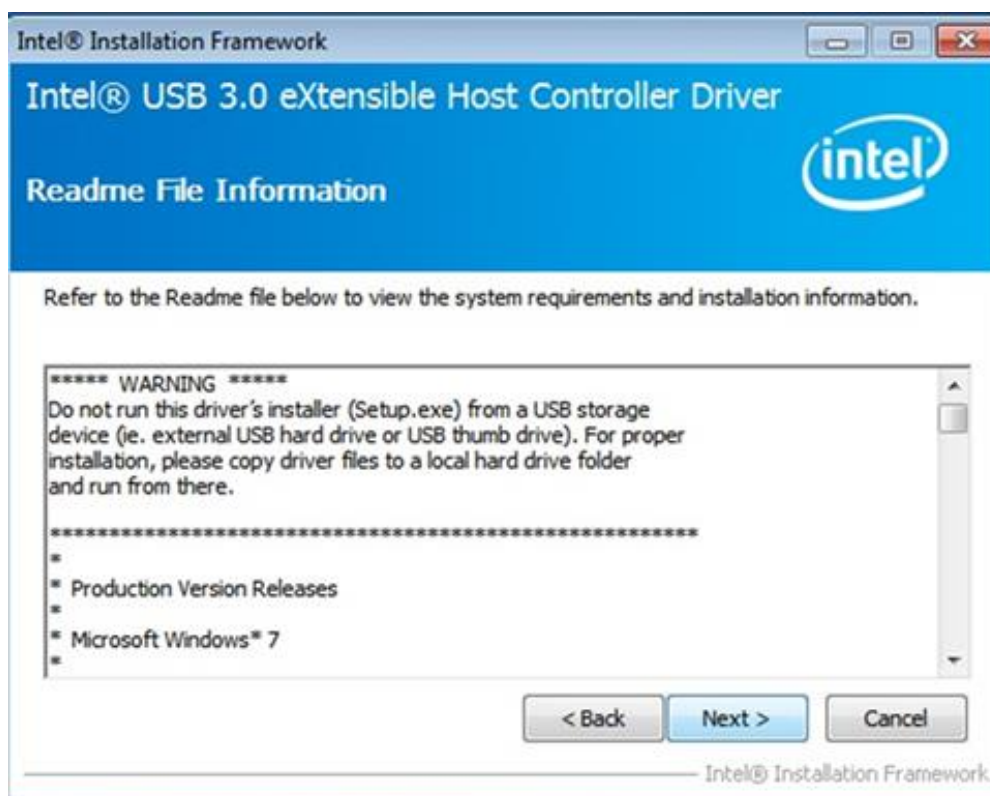 Intel® Installation Framework
Intel® USB 3.0 eXtensible Host Controller Driver
intel
Readme File Information
Refer to the Readme file below to view the system requirements and installation information.
***** WARNING *****
Do not run this driver's installer (Setup.exe) from a USB storage
device (ie. external USB hard drive or USB thumb drive). For proper
installation, please copy driver files to a local hard drive folder
and run from there.
*******************************************************
*
* Production Version Releases
*
* Microsoft Windows* 7
*
< Back Next > Cancel
Intel® Installation Framework